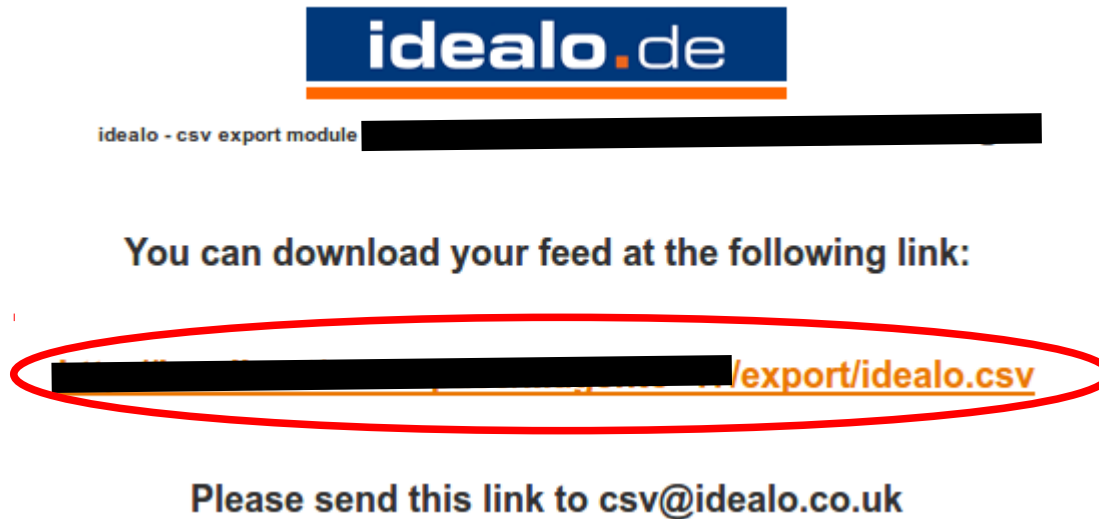 idealo.de
idealo - csv export module
You can download your feed at the following link:
/export/idealo.csv
Please send this link to csv@idealo.co.uk